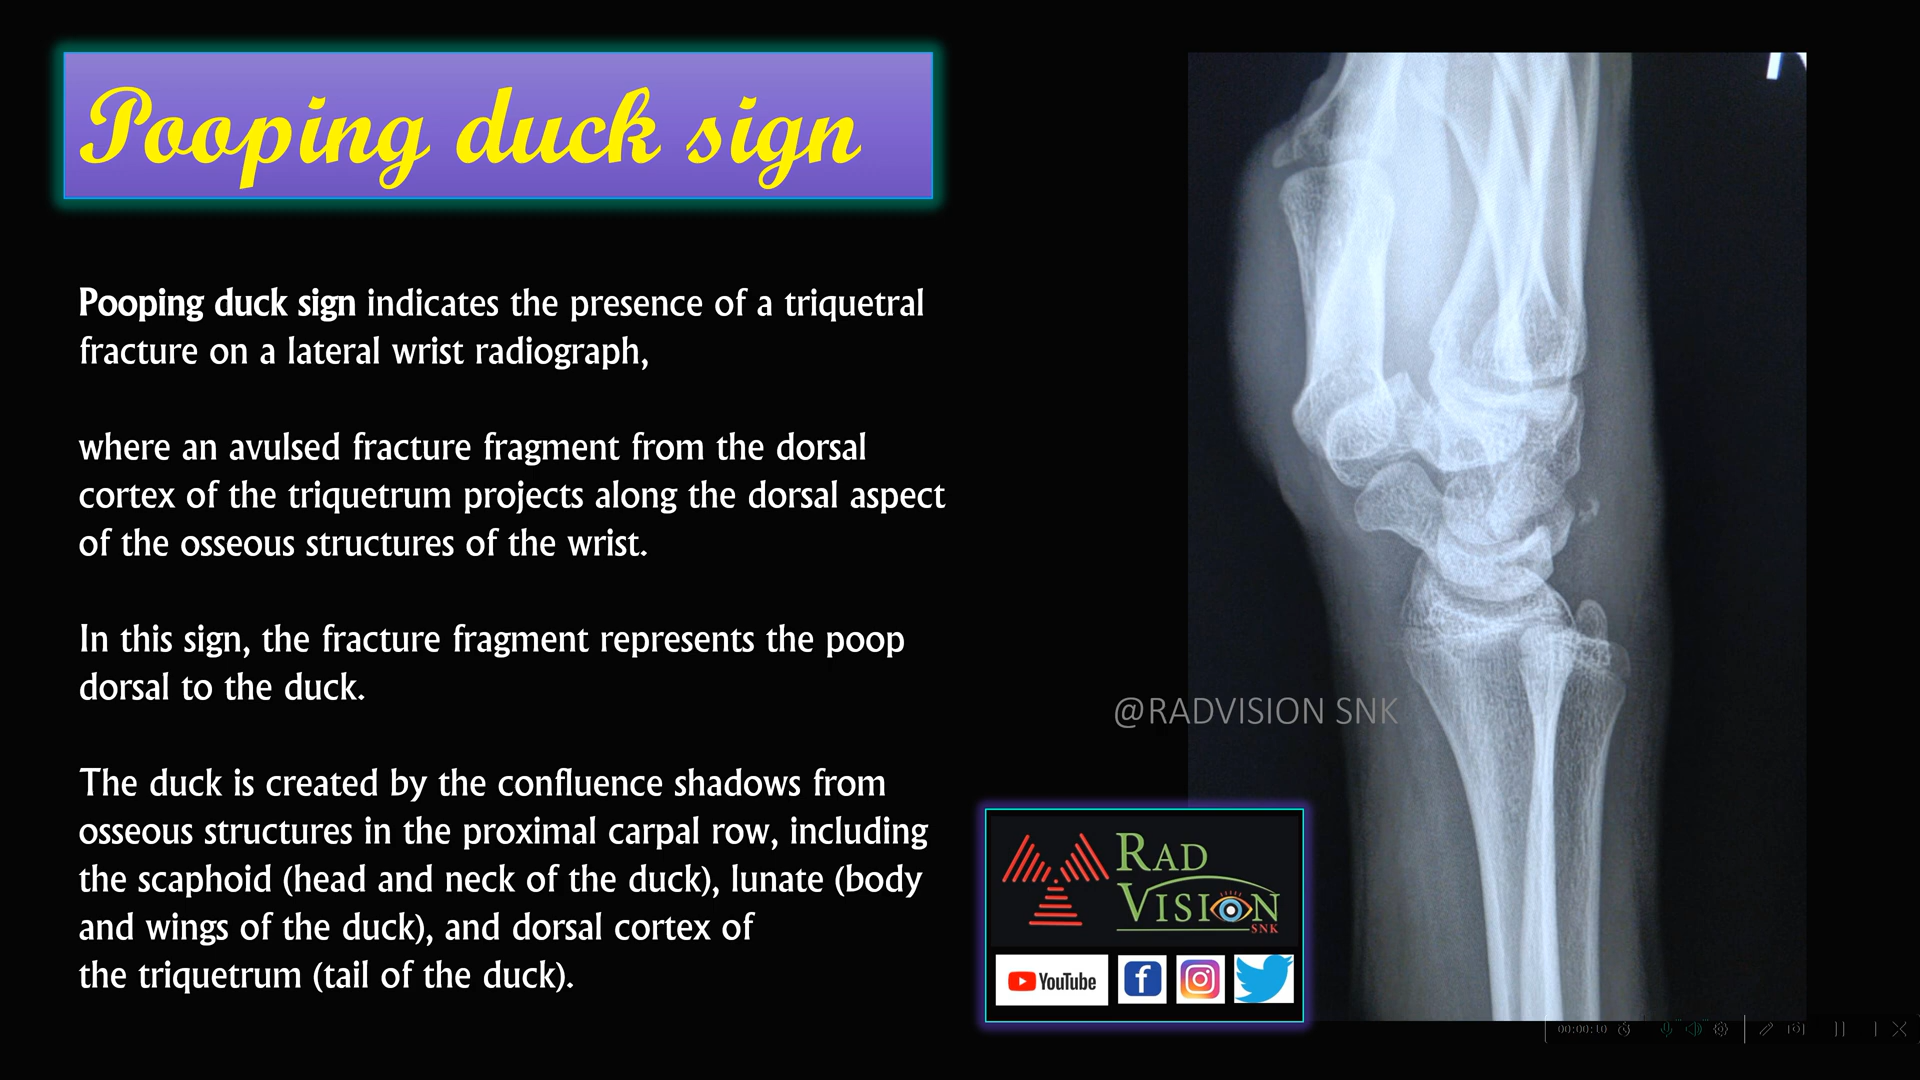 Pooping duck sign
Pooping duck sign indicates the presence of a triquetral
fracture on a lateral wrist radiograph,
where an avulsed fracture fragment from the dorsal
cortex of the triquetrum projects along the dorsal aspect
of the osseous structures of the wrist.
In this sign, the fracture fragment represents the poop
dorsal to the duck.
The duck is created by the confluence shadows from
osseous structures in the proximal carpal row, including
the scaphoid (head and neck of the duck), lunate (body
and wings of the duck), and dorsal cortex of
the triquetrum (tail of the duck).
@RADVISION SNK
RAD
VISION
SNK
YouTube
00:00:10